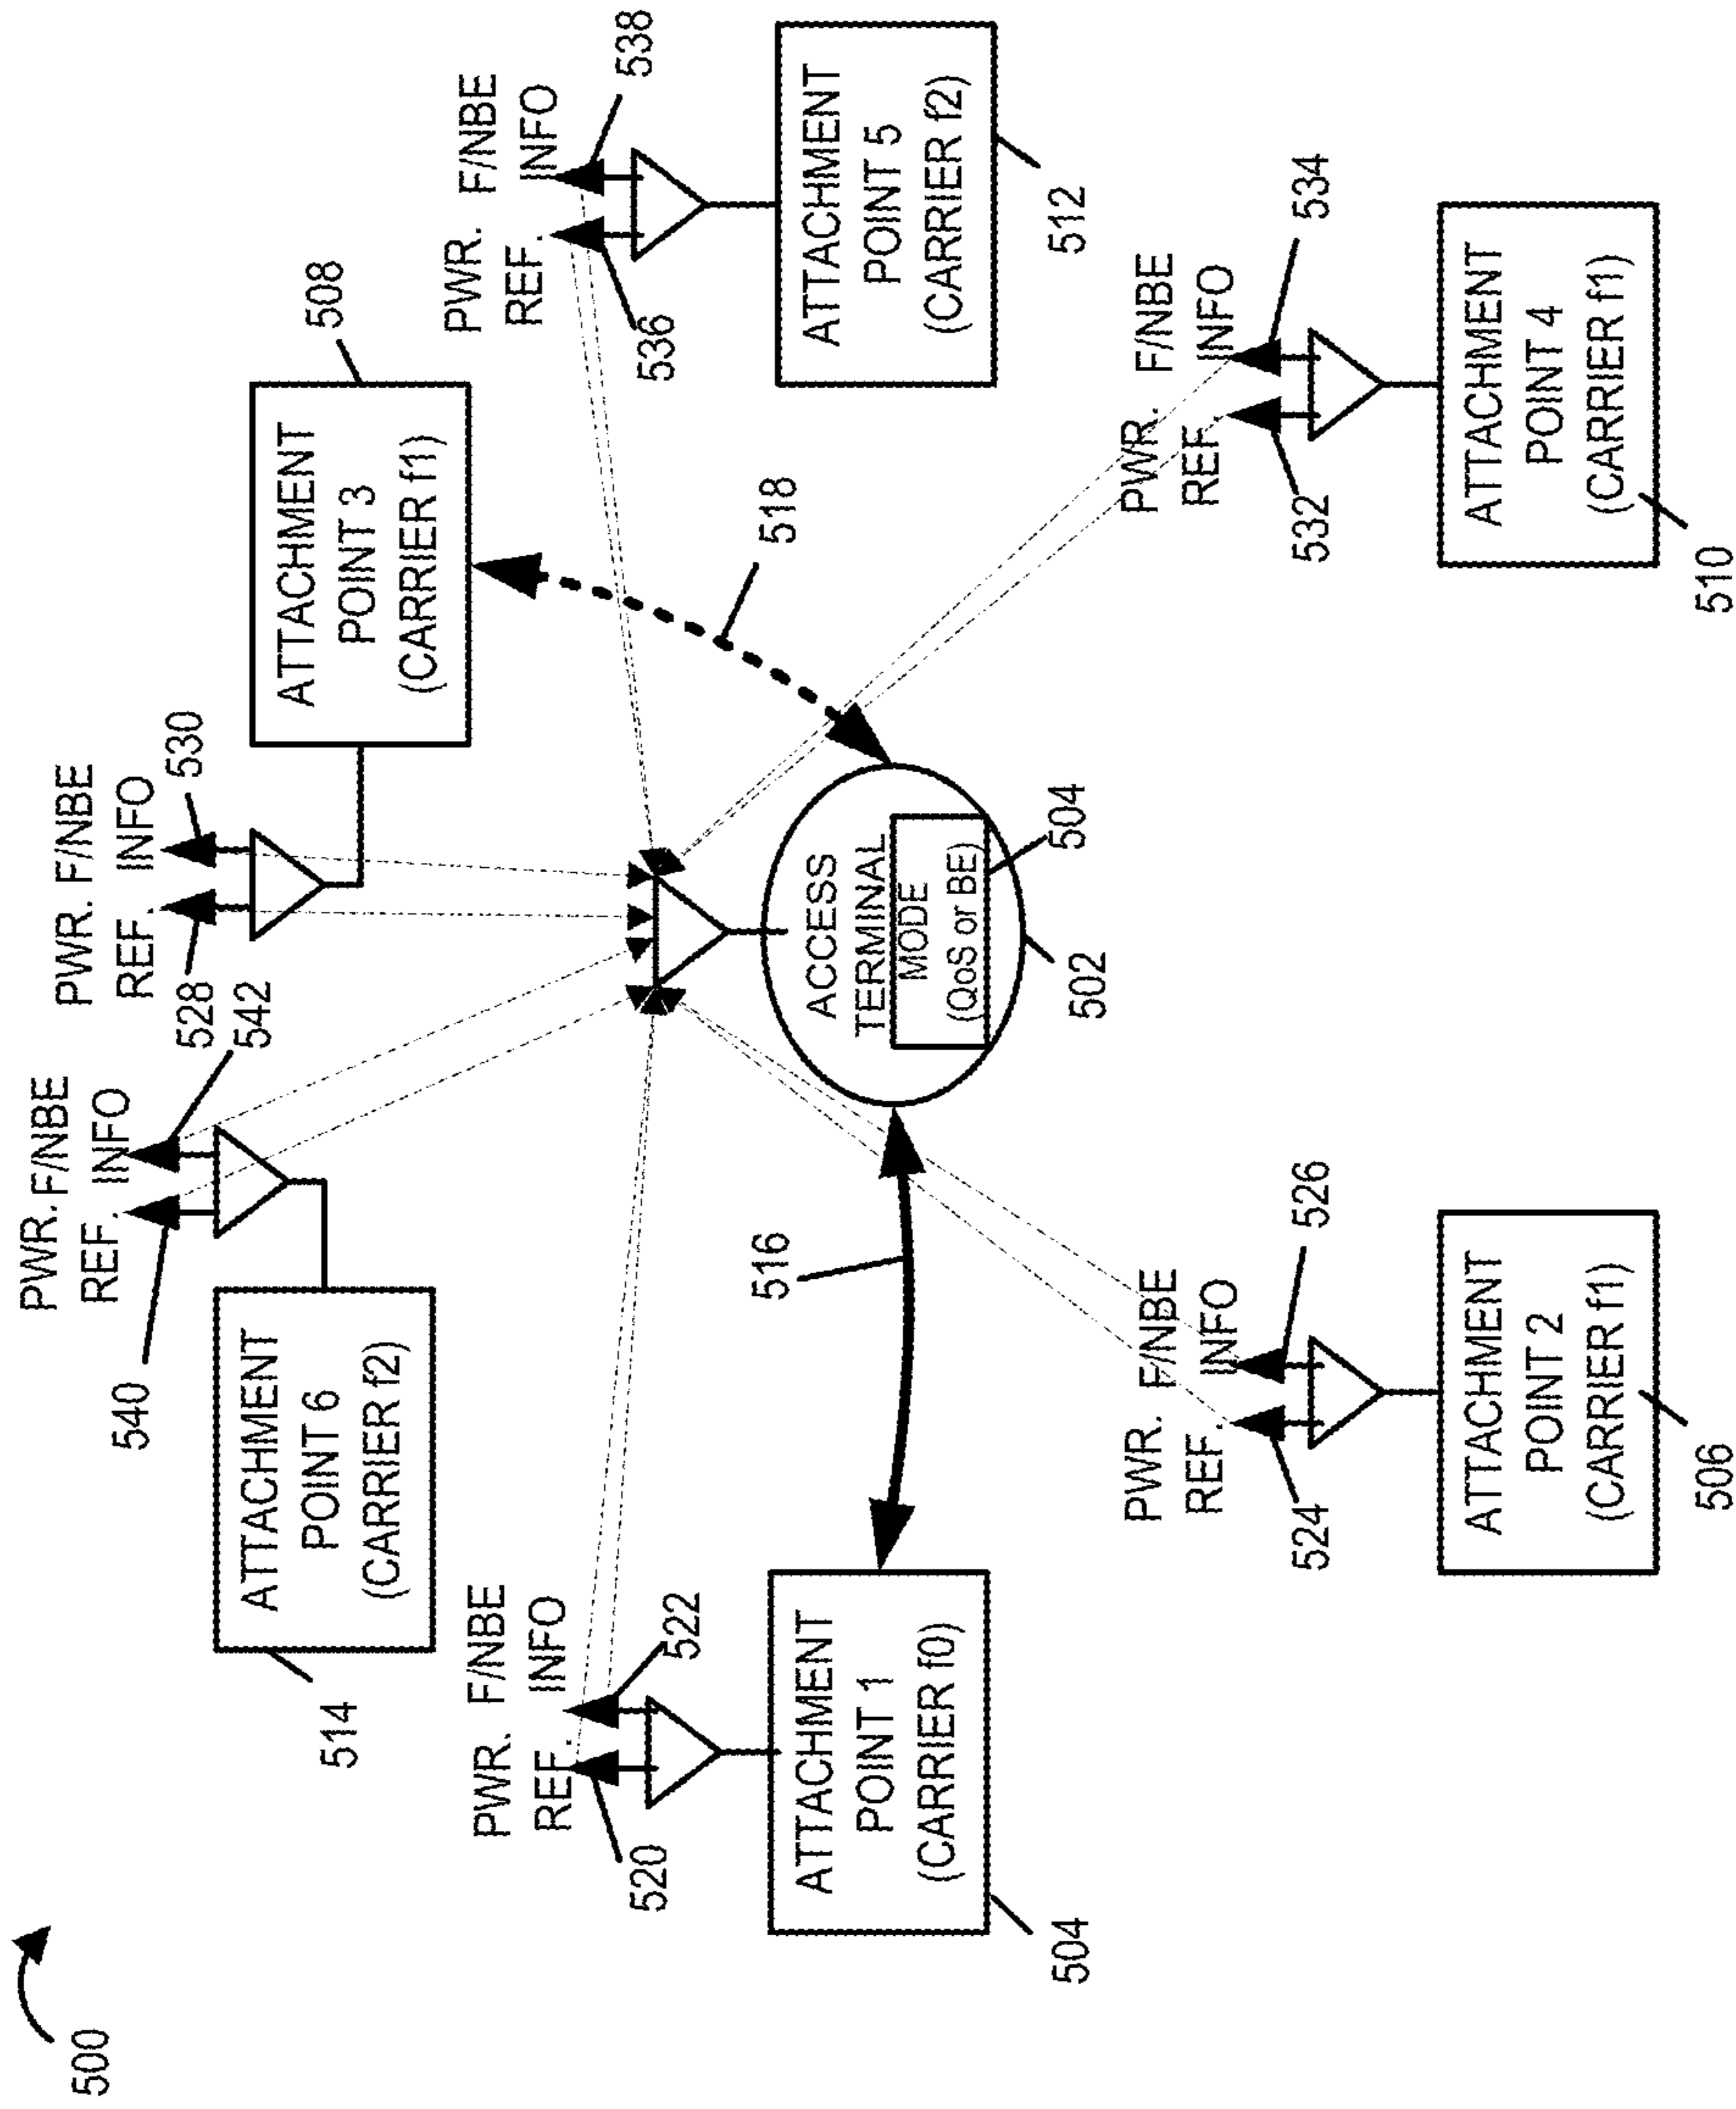 500
PWR. F/NBE
REF. INFO
540
542
ATTACHMENT
POINT 6
(CARRIER f2)
514
PWR. F/NBE
REF. INFO
528
530
ATTACHMENT
POINT 3
(CARRIER f1)
508
PWR. F/NBE
REF. INFO
520
522
ATTACHMENT
POINT 1
(CARRIER f0)
504
516
ACCESS
TERMINAL
MODE
(QoS or BE)
504
502
518
PWR. F/NBE
REF. INFO
536
538
ATTACHMENT
POINT 5
(CARRIER f2)
512
PWR. F/NBE
REF. INFO
524
526
ATTACHMENT
POINT 2
(CARRIER f1)
506
PWR. F/NBE
REF. INFO
532
534
ATTACHMENT
POINT 4
(CARRIER f1)
510